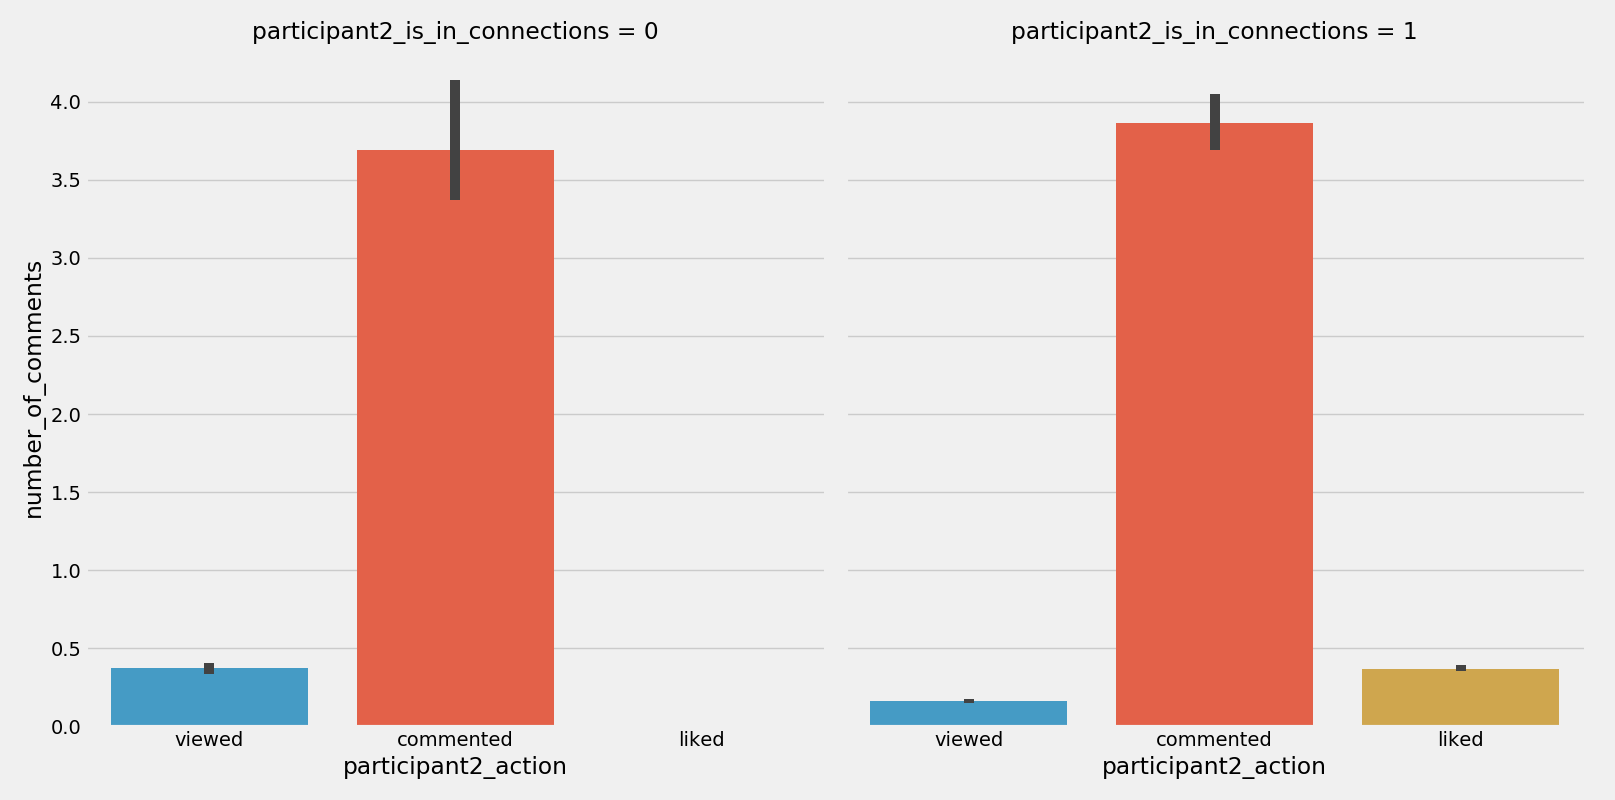 participant2_is_in_connections = 0
participant2_is_in_connections = 1
number_of_comments
4.0
3.5
3.0
2.5
2.0
1.5
1.0
0.5
0.0
viewed commented liked
viewed commented liked
participant2_action
participant2_action